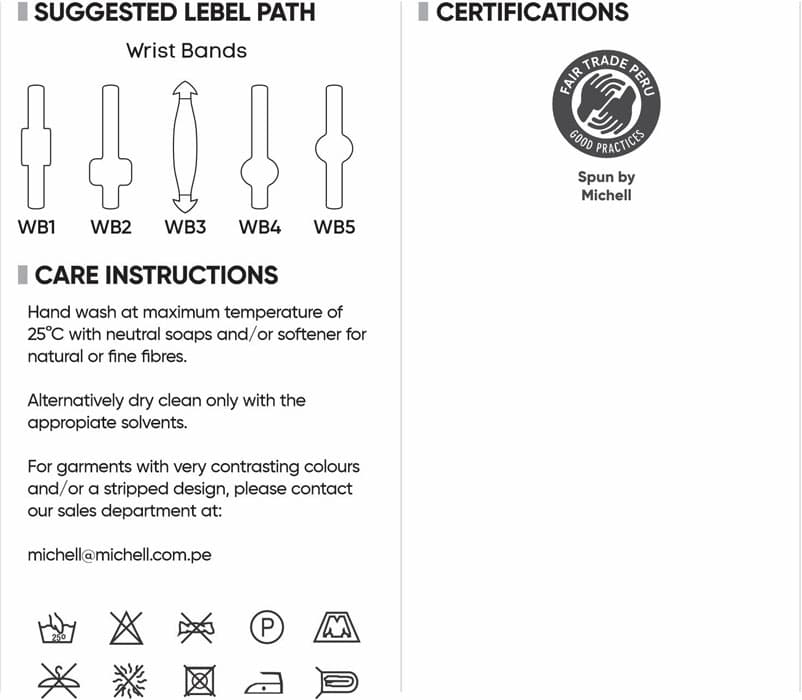 SUGGESTED LEBEL PATH
Wrist Bands
WB1 WB2 WB3 WB4 WB5
CARE INSTRUCTIONS
Hand wash at maximum temperature of
25°C with neutral soaps and/or softener for
natural or fine fibres.
Alternatively dry clean only with the
appropiate solvents.
For garments with very contrasting colours
and/or a stripped design, please contact
our sales department at:
michell@michell.com.pe
25°
P
CERTIFICATIONS
FAIR TRADE PERU
GOOD PRACTICES
Spun by
Michell